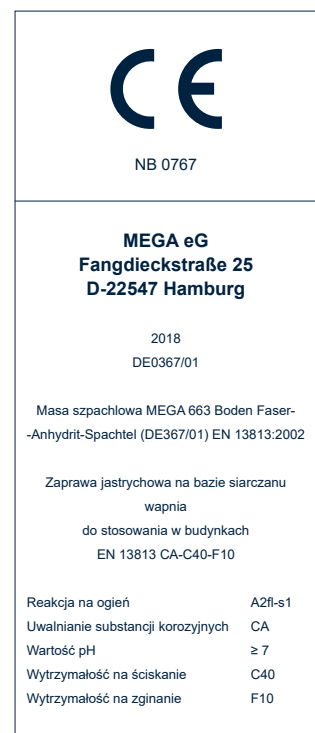 CE
NB 0767
MEGA eG
Fangdieckstraße 25
D-22547 Hamburg
2018
DE0367/01
Masa szpachlowa MEGA 663 Boden Faser-
-Anhydrit-Spachtel (DE367/01) EN 13813:2002
Zaprawa jastrychowa na bazie siarczanu
wapnia
do stosowania w budynkach
EN 13813 CA-C40-F10
Reakcja na ogień A2fl-s1
Uwalnianie substancji korozyjnych CA
Wartość pH ≥ 7
Wytrzymałość na ściskanie C40
Wytrzymałość na zginanie F10